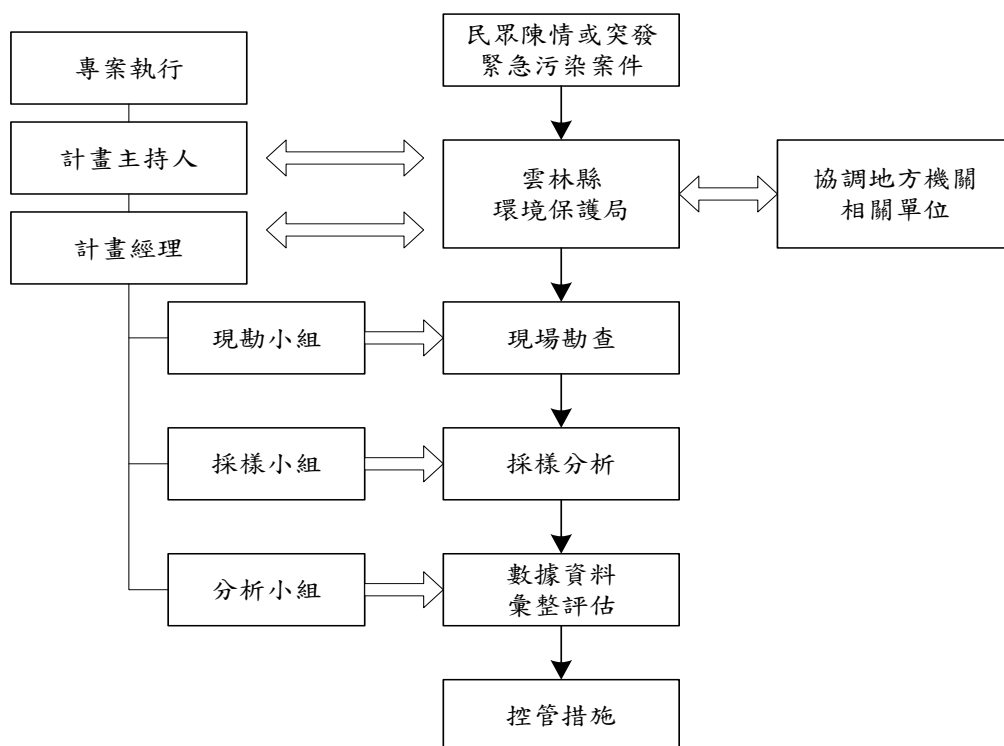 專案執行
計畫主持人
計畫經理
民眾陳情或突發
緊急污染案件
雲林縣
環境保護局
協調地方機關
相關單位
現勘小組
現場勘查
採樣小組
採樣分析
分析小組
數據資料
彙整評估
控管措施